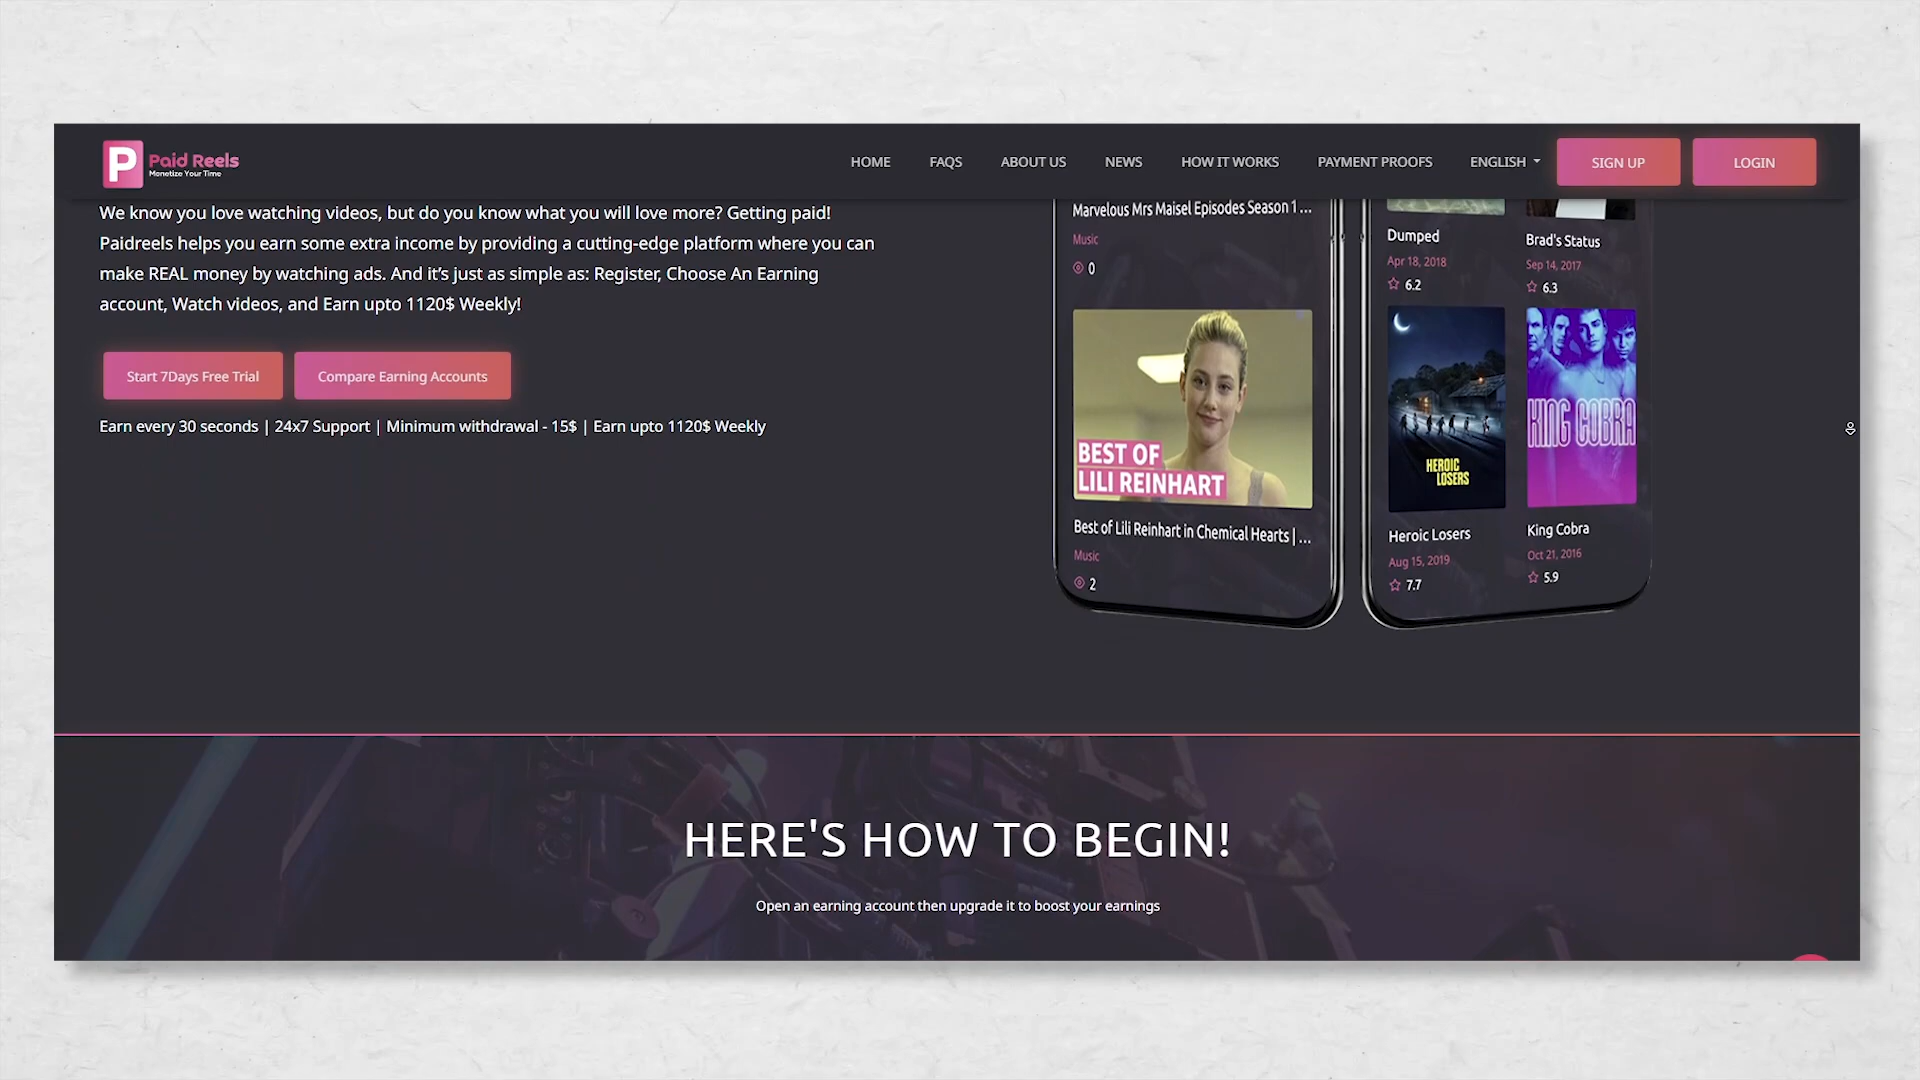 P Paid Reels
Monetize Your Time
HOME FAQS ABOUT US NEWS HOW IT WORKS PAYMENT PROOFS ENGLISH SIGN UP LOGIN
We know you love watching videos, but do you know what you will love more? Getting paid!
Paidreels helps you earn some extra income by providing a cutting-edge platform where you can
make REAL money by watching ads. And it’s just as simple as: Register, Choose An Earning
account, Watch videos, and Earn upto 1120$ Weekly!
Start 7Days Free Trial Compare Earning Accounts
Earn every 30 seconds | 24x7 Support | Minimum withdrawal - 15$ | Earn upto 1120$ Weekly
Marvelous Mrs Maisel Episodes Season 1 ...
Music
0
BEST OF
LILI REINHART
Best of Lili Reinhart in Chemical Hearts | ...
Music
2
Dumped
Apr 18, 2018
6.2
Brad's Status
Sep 14, 2017
6.3
HEROIC
LOSERS
Heroic Losers
Aug 15, 2019
7.7
KING COBRA
King Cobra
Oct 21, 2016
5.9
HERE'S HOW TO BEGIN!
Open an earning account then upgrade it to boost your earnings